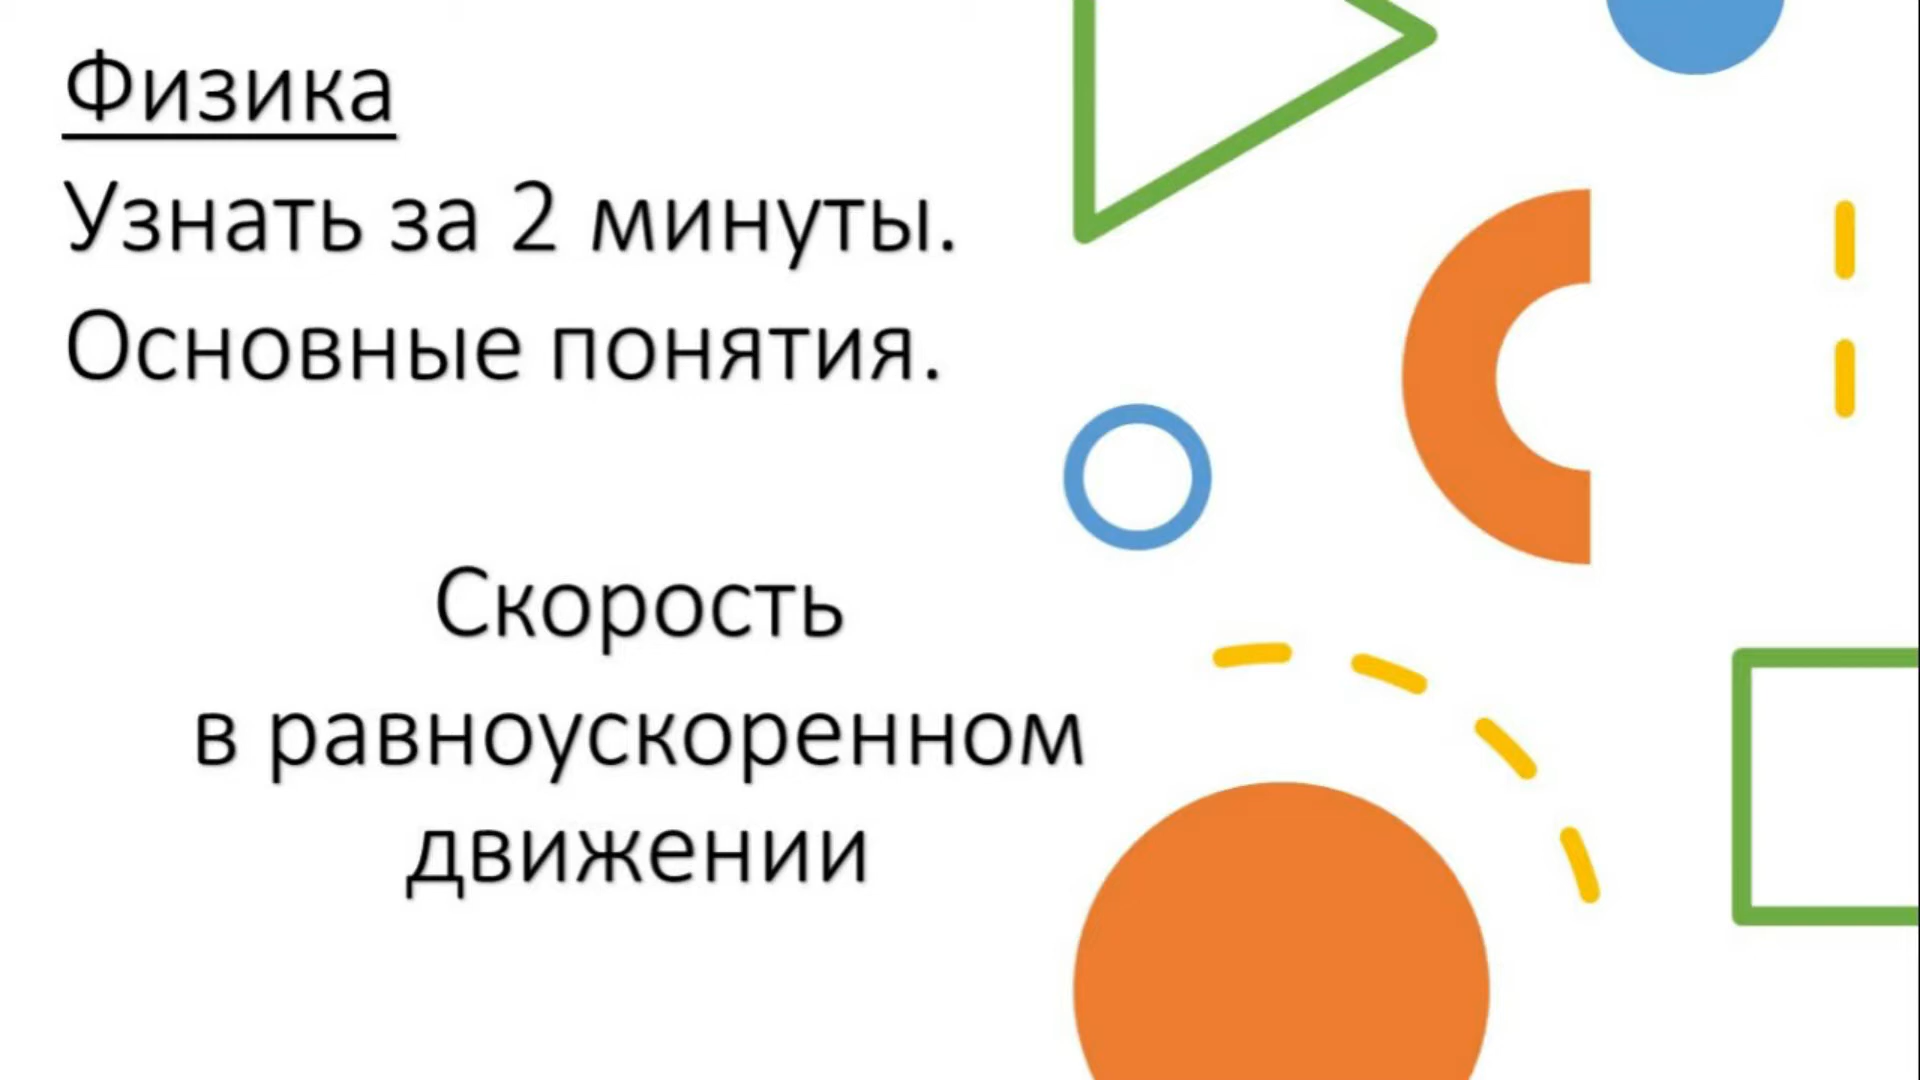 Физика
Узнать за 2 минуты.
Основные понятия.
Скорость
в равноускоренном
движении